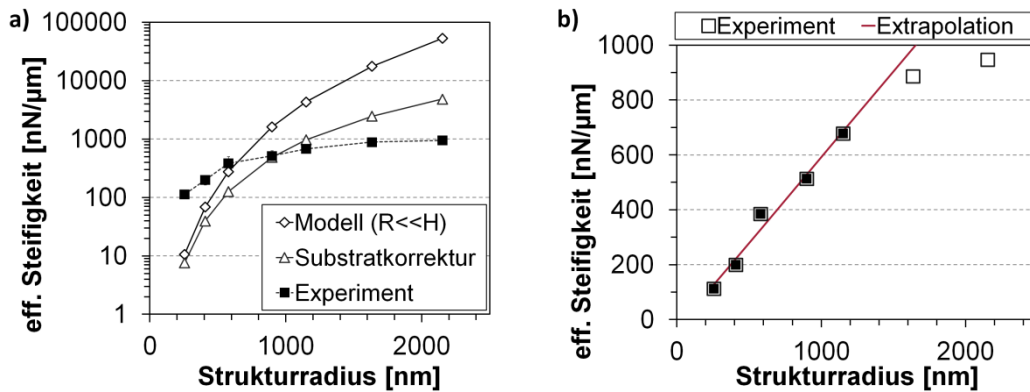 a)
eff. Steifigkeit [nN/µm]
100000
10000
1000
100
10
1
Modell (R<<H)
Substratkorrektur
Experiment
0 1000 2000
Strukturradius [nm]
b)
Experiment Extrapolation
eff. Steifigkeit [nN/µm]
1000
800
600
400
200
0
0 1000 2000
Strukturradius [nm]